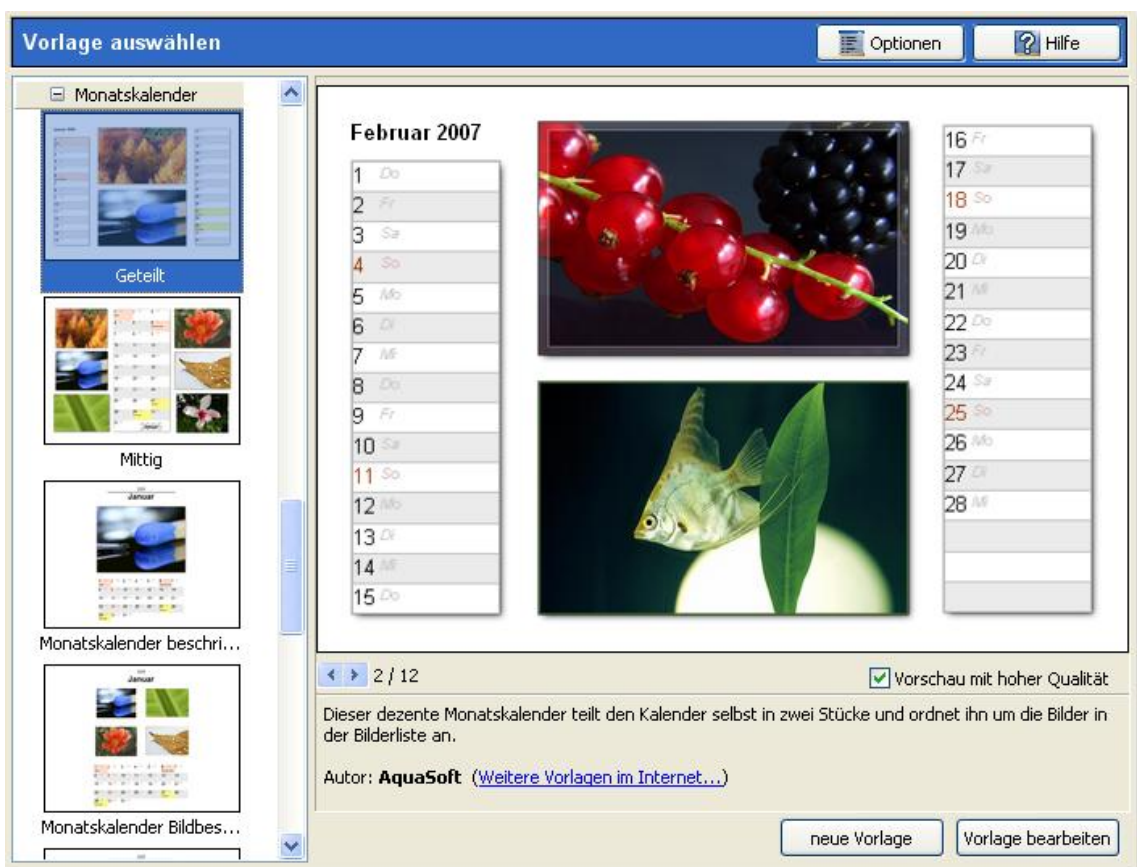 Vorlage auswählen
Optionen
Hilfe
Monatskalender
Geteilt
Mittig
Januar
Monatskalender beschri...
Januar
Monatskalender Bildbes...
Februar 2007
1 Do
2 Fr
3 Sa
4 So
5 Mo
6 Di
7 Mi
8 Do
9 Fr
10 Sa
11 So
12 Mo
13 Di
14 Mi
15 Do
16 Fr
17 Sa
18 So
19 Mo
20 Di
21 Mi
22 Do
23 Fr
24 Sa
25 So
26 Mo
27 Di
28 Mi
2 / 12
Vorschau mit hoher Qualität
Dieser dezente Monatskalender teilt den Kalender selbst in zwei Stücke und ordnet ihn um die Bilder in
der Bilderliste an.
Autor: AquaSoft (Weitere Vorlagen im Internet...)
neue Vorlage
Vorlage bearbeiten